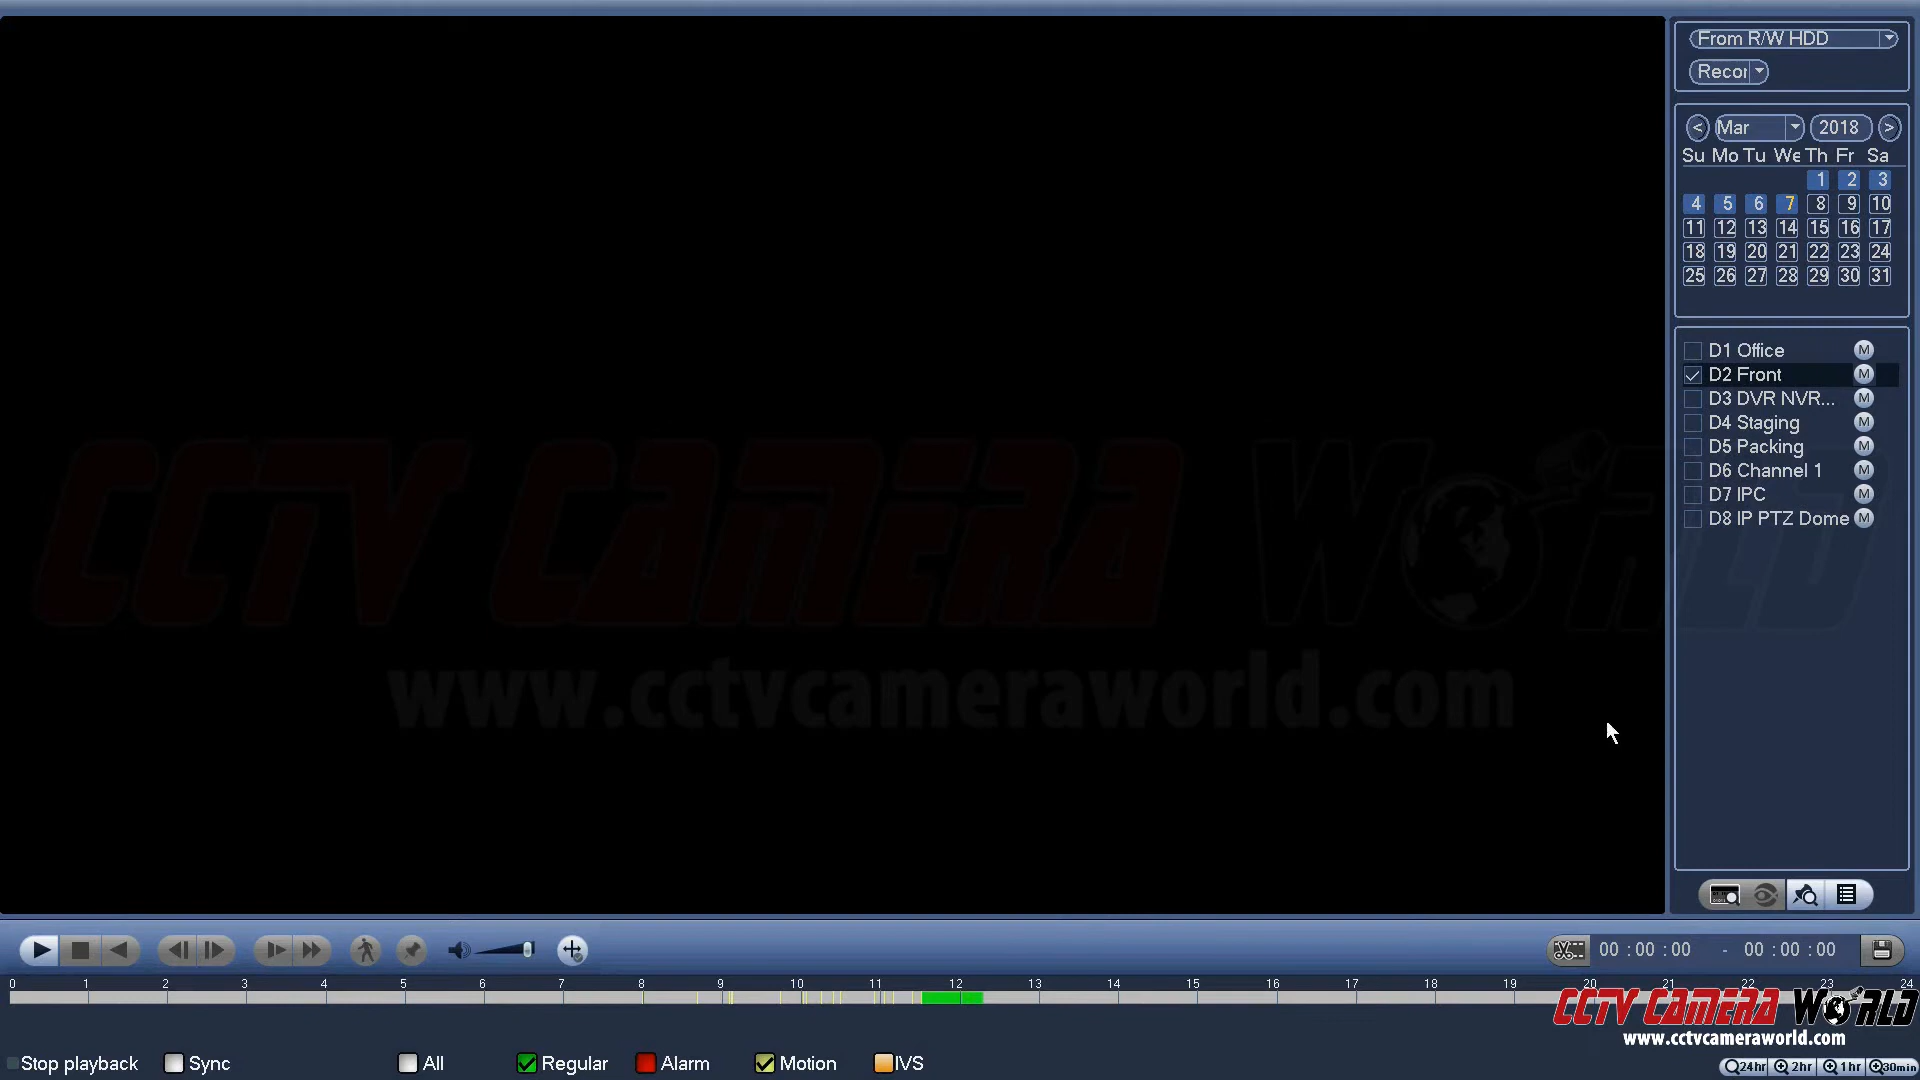 From R/W HDD
Recor
< Mar 2018 >
Su Mo Tu We Th Fr Sa
1 2 3
4 5 6 7 8 9 10
11 12 13 14 15 16 17
18 19 20 21 22 23 24
25 26 27 28 29 30 31
D1 Office M
D2 Front M
D3 DVR NVR... M
D4 Staging M
D5 Packing M
D6 Channel 1 M
D7 IPC M
D8 IP PTZ Dome M
CCTV CAMERA WORLD
www.cctvcameraworld.com
00 :00 :00 - 00 :00 :00
0 1 2 3 4 5 6 7 8 9 10 11 12 13 14 15 16 17 18 19 20 21 22 23 24
CCTV CAMERA WORLD
www.cctvcameraworld.com
Stop playback Sync All Regular Alarm Motion IVS
24hr 2hr 1hr 30min